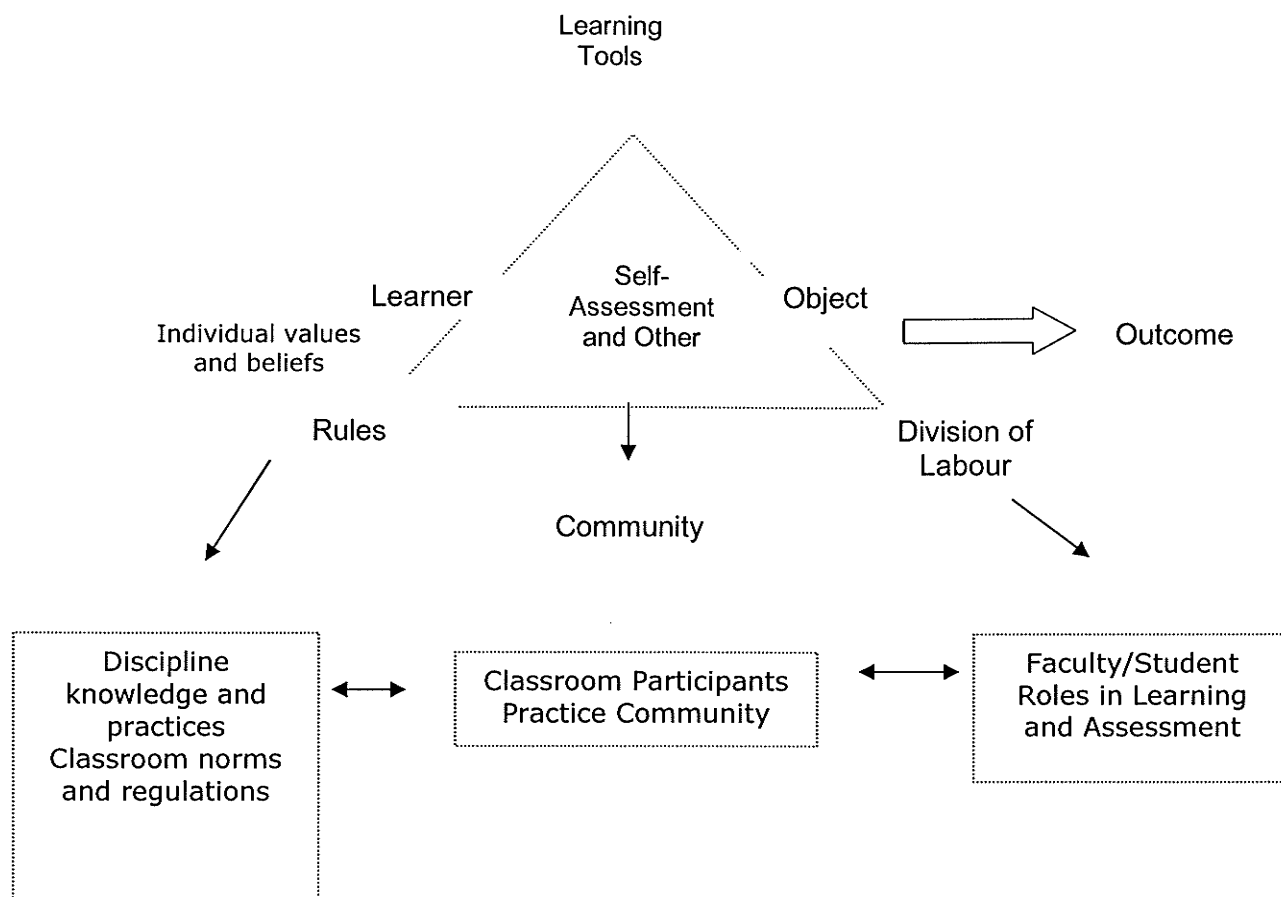 Learning
Tools
Learner
Self-
Assessment
and Other
Object
Individual values
and beliefs
Outcome
Rules
Division of
Labour
Community
Discipline
knowledge and
practices
Classroom norms
and regulations
Classroom Participants
Practice Community
Faculty/Student
Roles in Learning
and Assessment